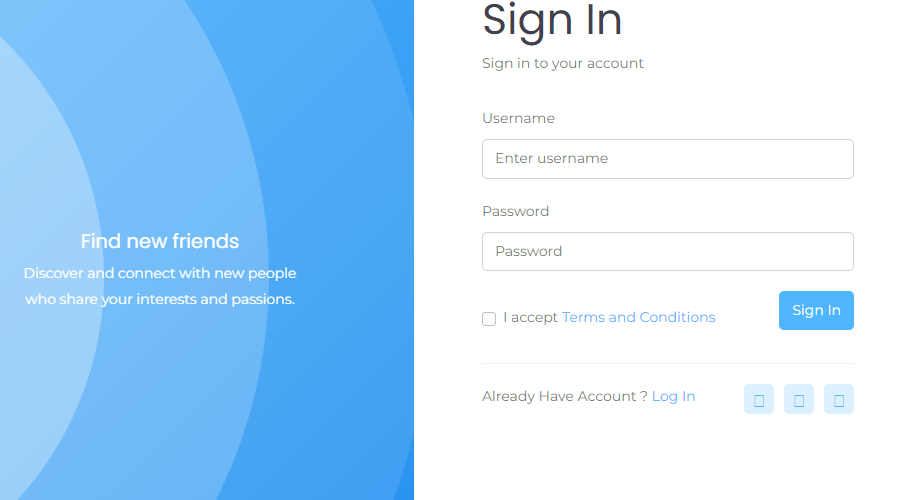 Find new friends
Discover and connect with new people
who share your interests and passions.
Sign In
Sign in to your account
Username
Enter username
Password
Password
I accept Terms and Conditions
Sign In
Already Have Account ? Log In